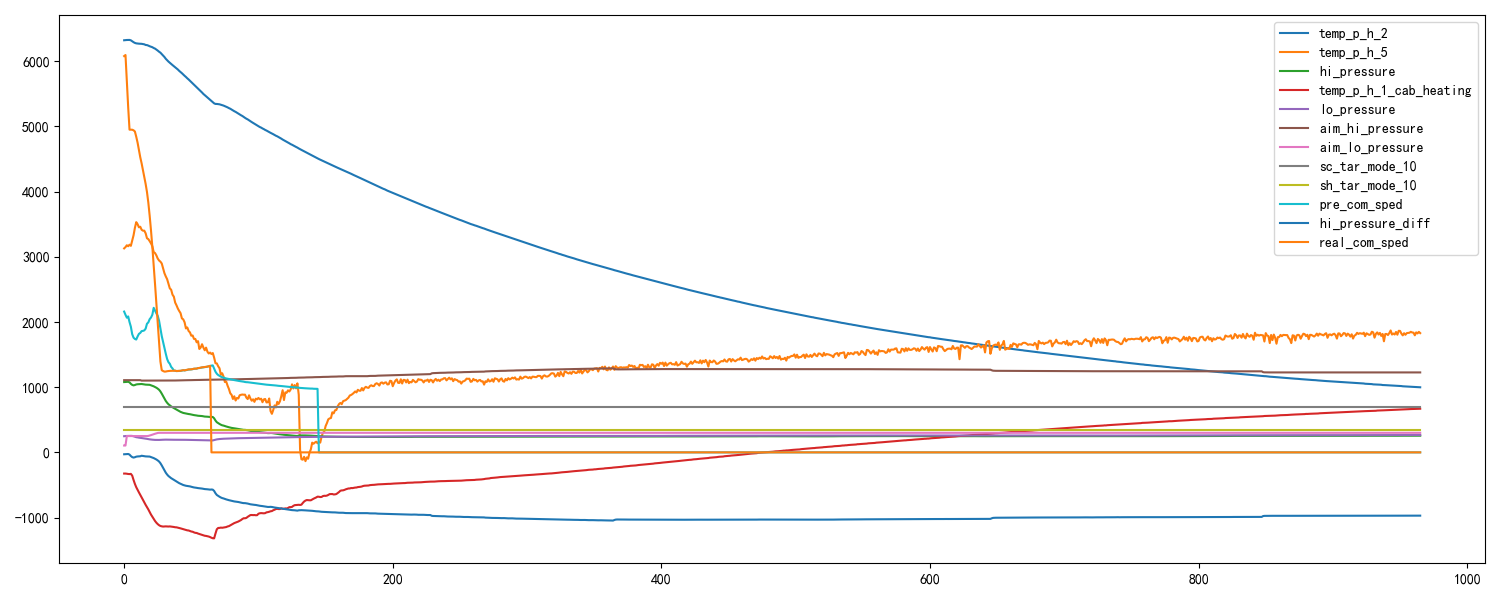 6000
5000
4000
3000
2000
1000
0
−1000
0 200 400 600 800 1000
temp_p_h_2
temp_p_h_5
hi_pressure
temp_p_h_1_cab_heating
lo_pressure
aim_hi_pressure
aim_lo_pressure
sc_tar_mode_10
sh_tar_mode_10
pre_com_sped
hi_pressure_diff
real_com_sped